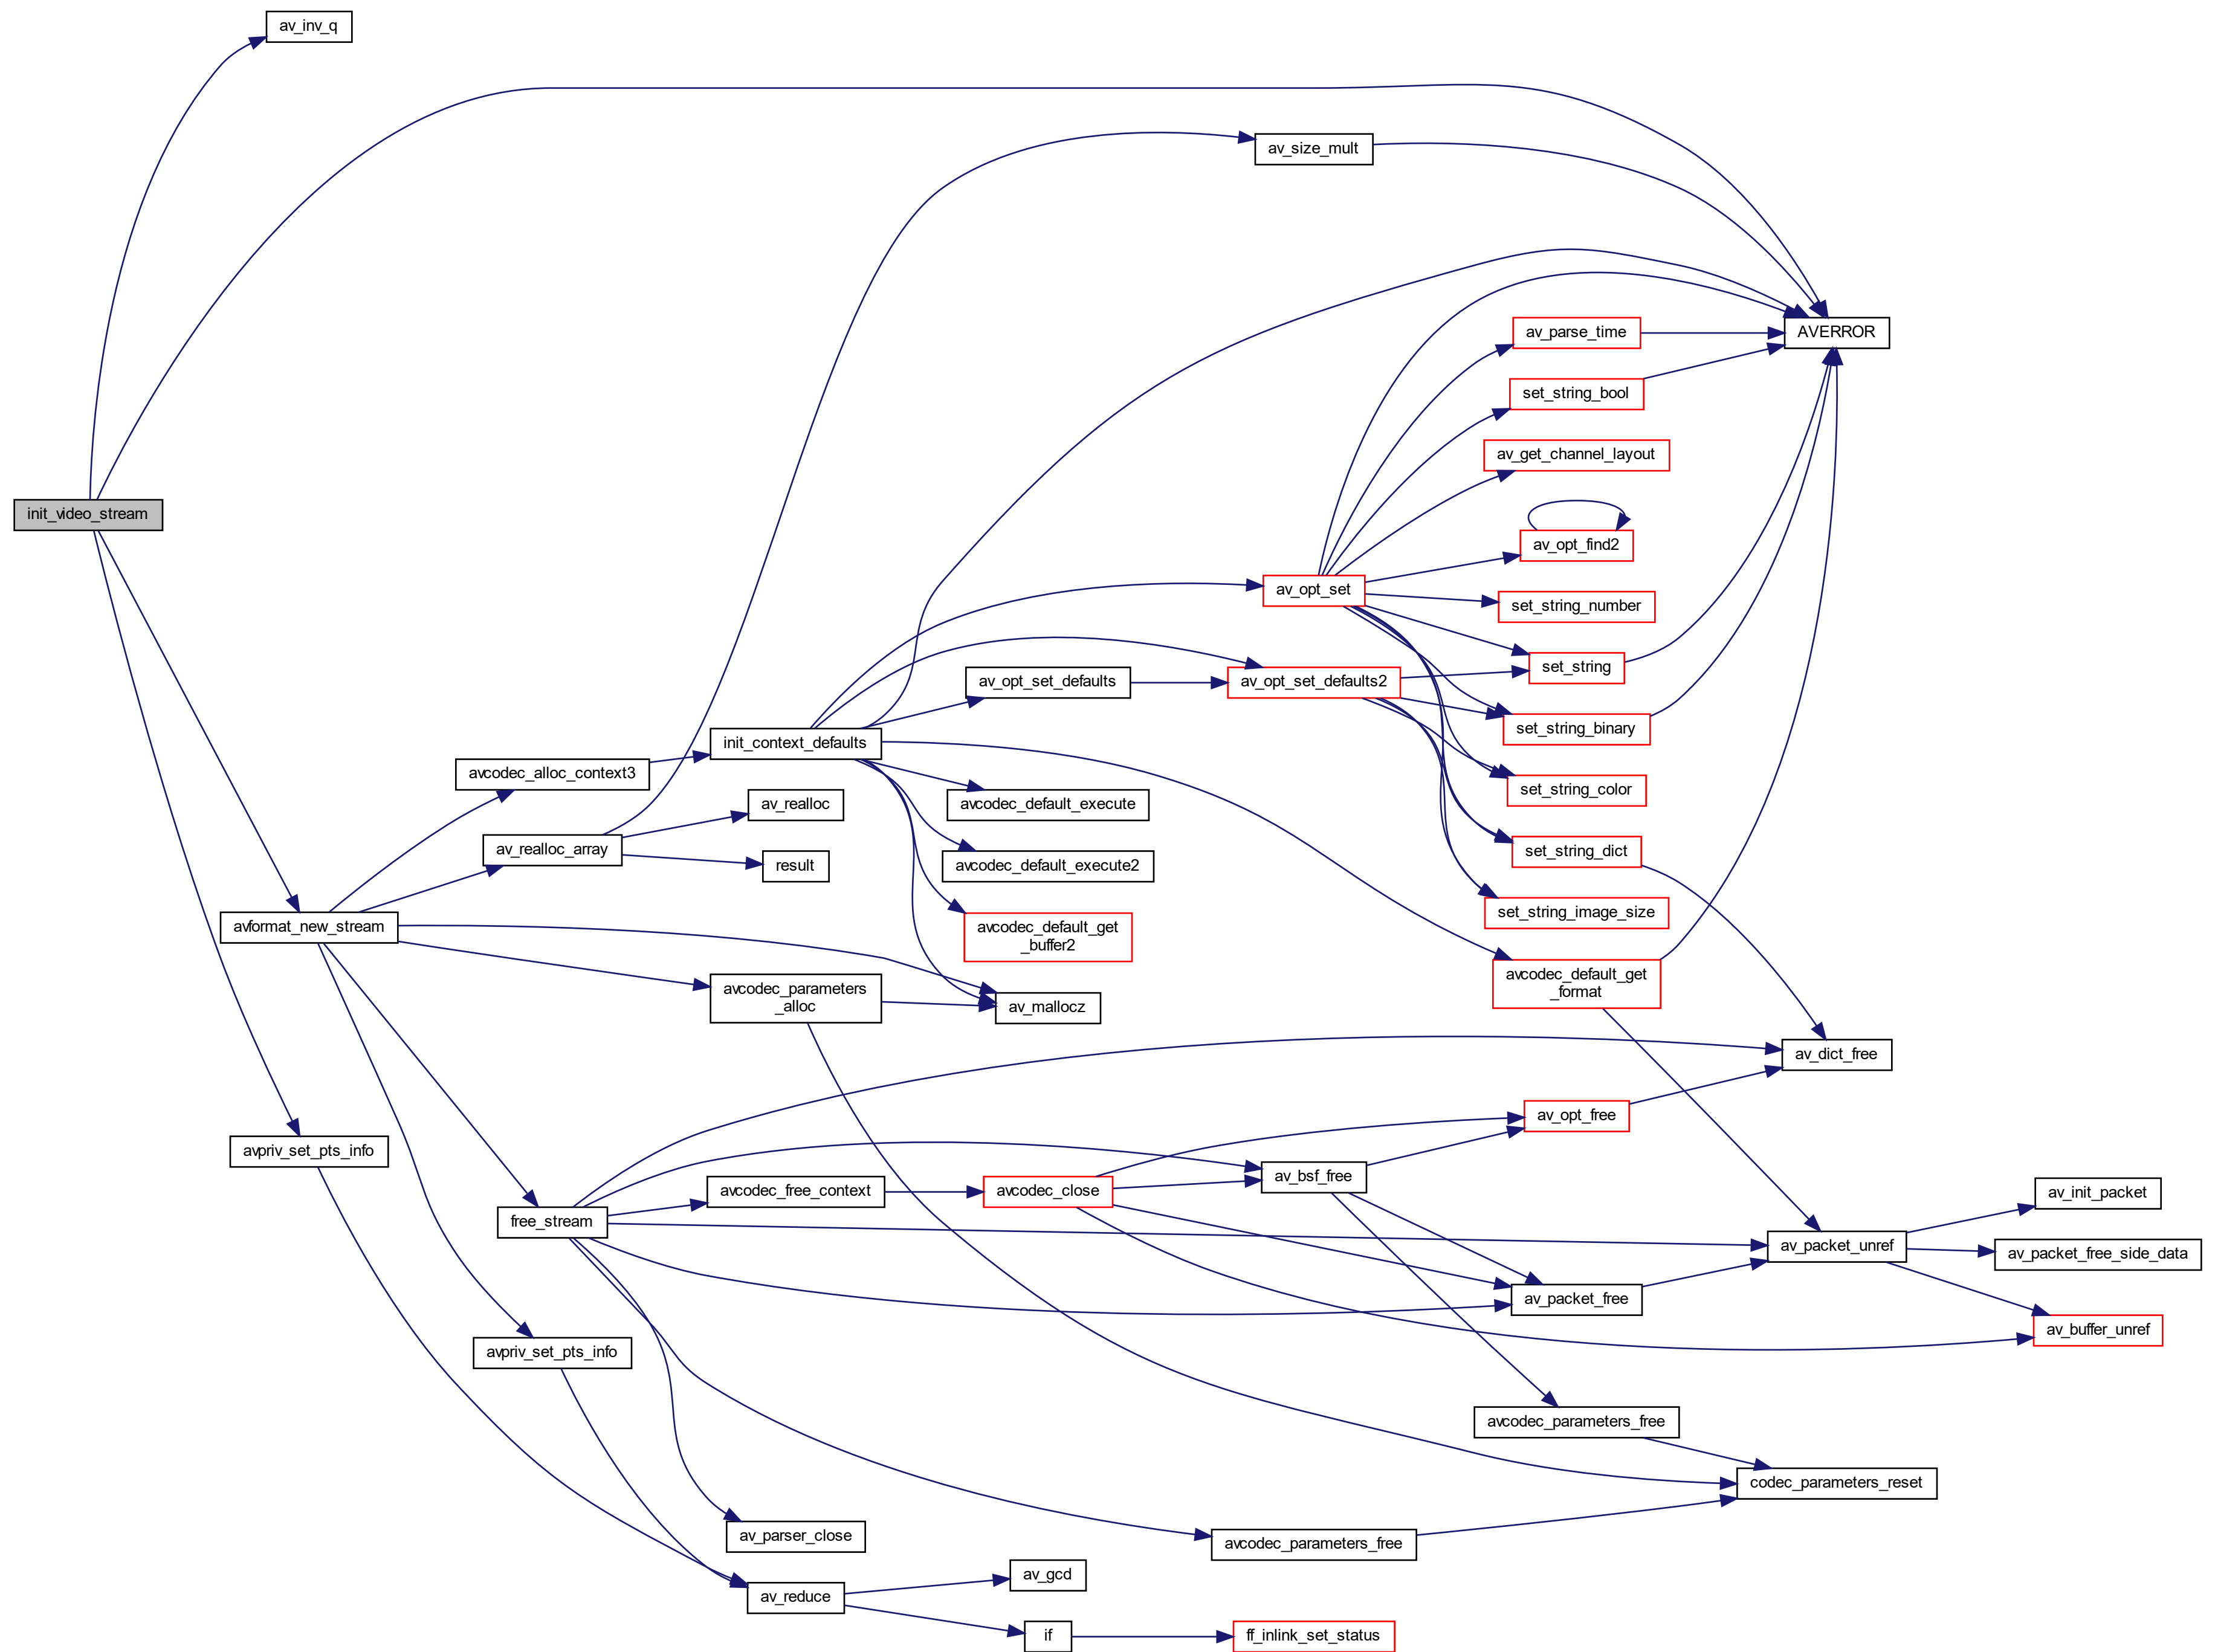 av_inv_q
av_size_mult
av_parse_time
AVERROR
set_string_bool
av_get_channel_layout
init_video_stream
av_opt_find2
av_opt_set
set_string_number
set_string
av_opt_set_defaults
av_opt_set_defaults2
set_string_binary
init_context_defaults
avcodec_alloc_context3
set_string_color
avcodec_default_execute
av_realloc
av_realloc_array
set_string_dict
result
avcodec_default_execute2
set_string_image_size
avformat_new_stream
avcodec_default_get
_buffer2
avcodec_default_get
_format
avcodec_parameters
_alloc
av_mallocz
av_dict_free
av_opt_free
avpriv_set_pts_info
av_bsf_free
avcodec_free_context
avcodec_close
av_init_packet
free_stream
av_packet_unref
av_packet_free_side_data
av_packet_free
av_buffer_unref
avpriv_set_pts_info
avcodec_parameters_free
codec_parameters_reset
av_parser_close
avcodec_parameters_free
av_gcd
av_reduce
if
ff_inlink_set_status